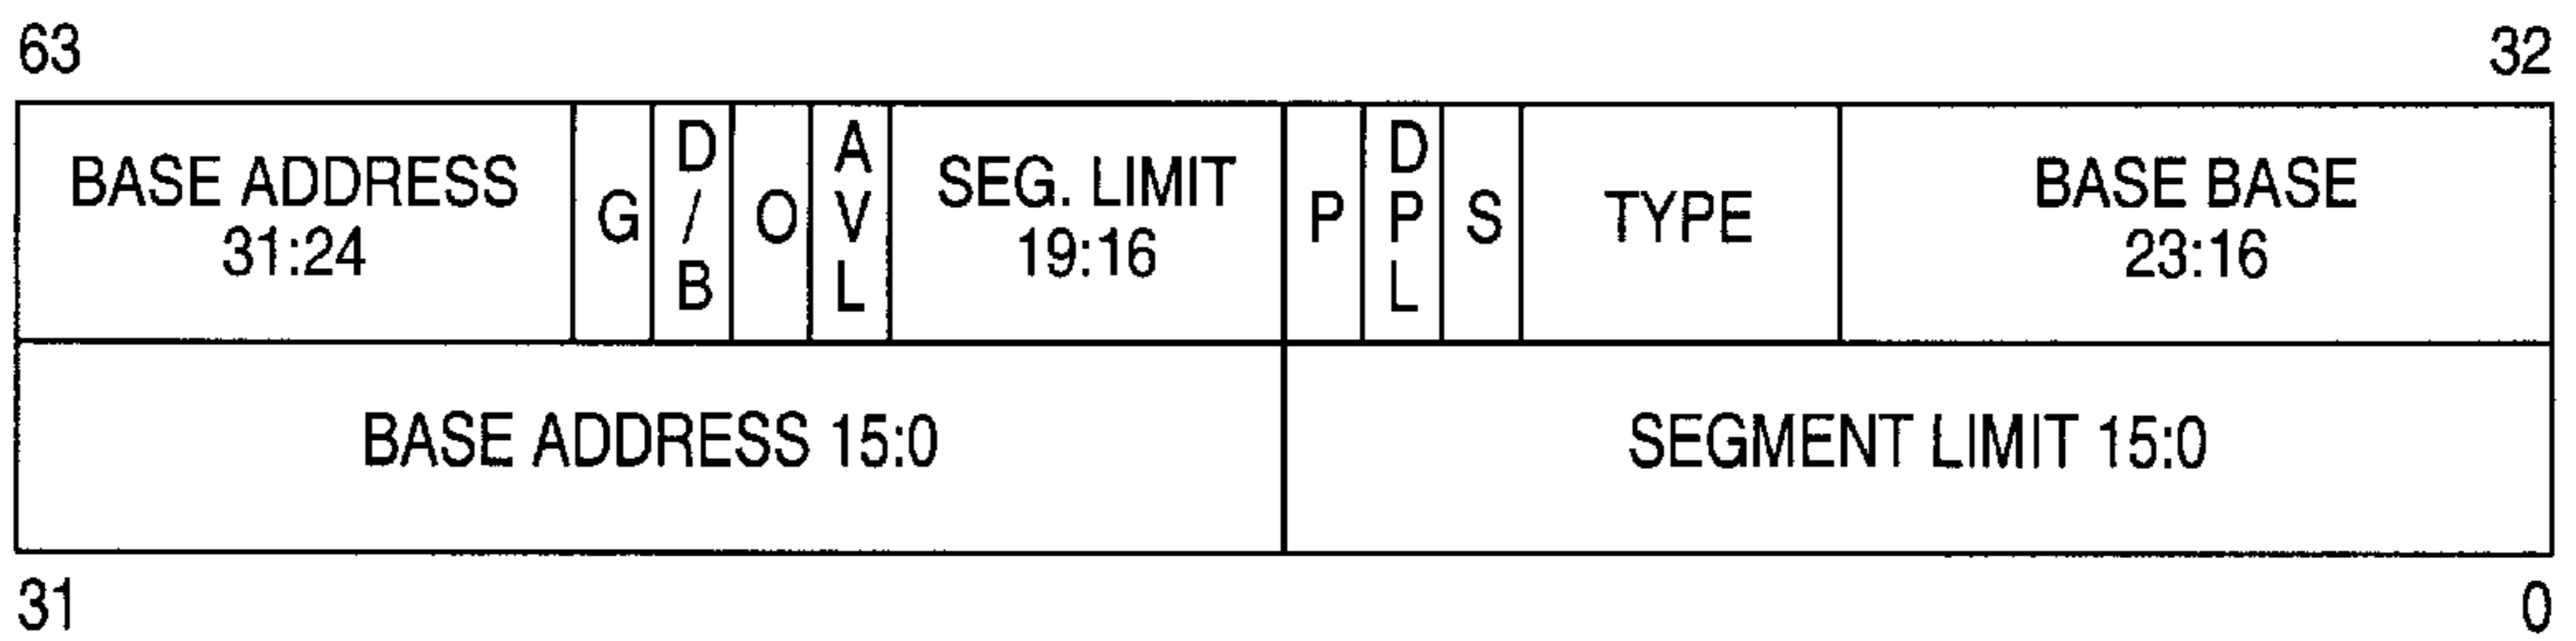 63 32
BASE ADDRESS
31:24
G
D
/
B
O
A
V
L
SEG. LIMIT
19:16
P
D
P
L
S
TYPE
BASE BASE
23:16
BASE ADDRESS 15:0
SEGMENT LIMIT 15:0
31 0